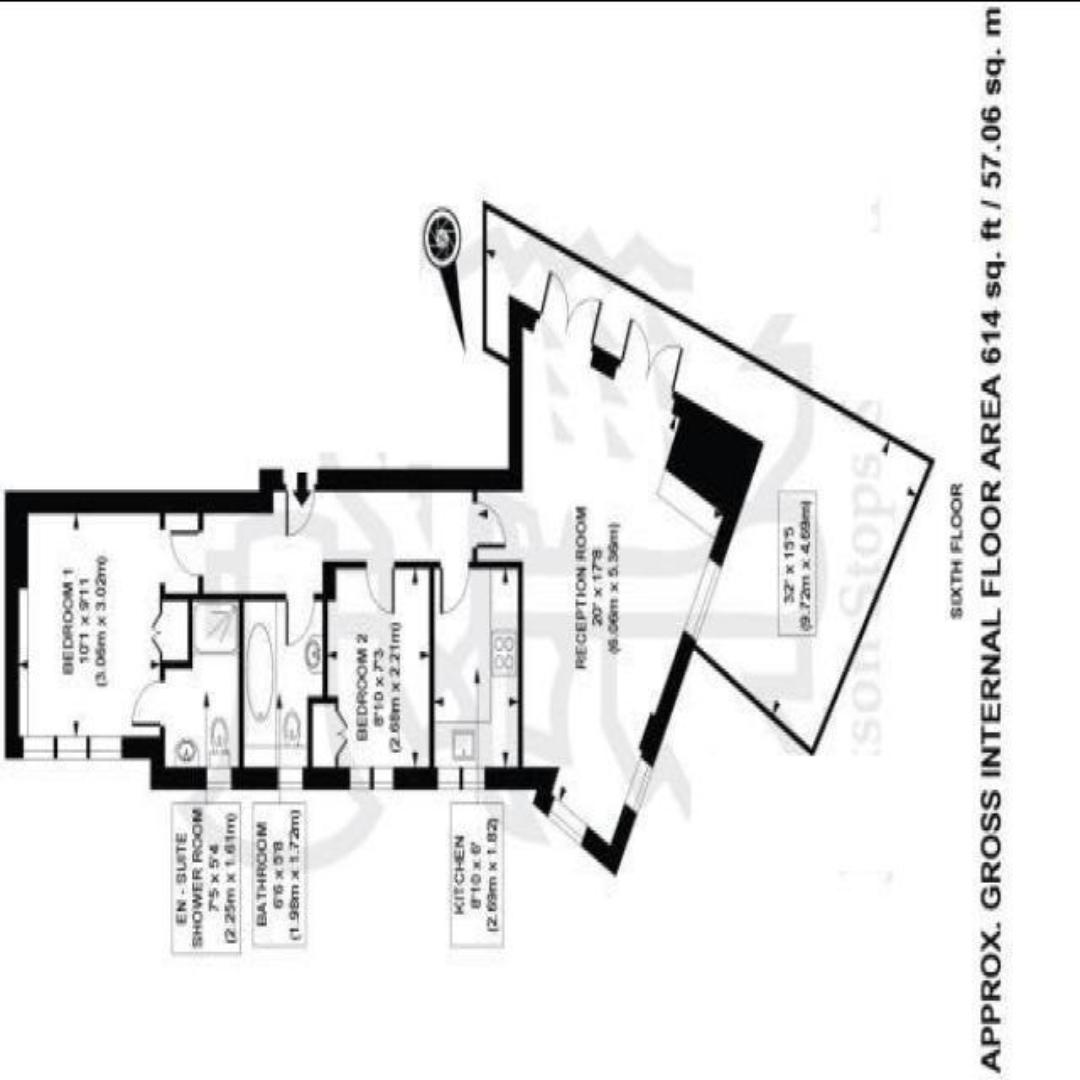 EN - SUITE
SHOWER ROOM
7'5 x 5'4
(2.25m x 1.61m)
BATHROOM
6'6 x 5'8
(1.98m x 1.72m)
KITCHEN
8'10 x 6'
(2.69m x 1.82)
BEDROOM 1
10'1 x 9'11
(3.06m x 3.02m)
BEDROOM 2
8'10 x 7'3
(2.68m x 2.21m)
RECEPTION ROOM
20' x 17'8
(6.06m x 5.36m)
32' x 15'5
(9.72m x 4.69m)
son Stops
SIXTH FLOOR
APPROX. GROSS INTERNAL FLOOR AREA 614 sq. ft / 57.06 sq. m